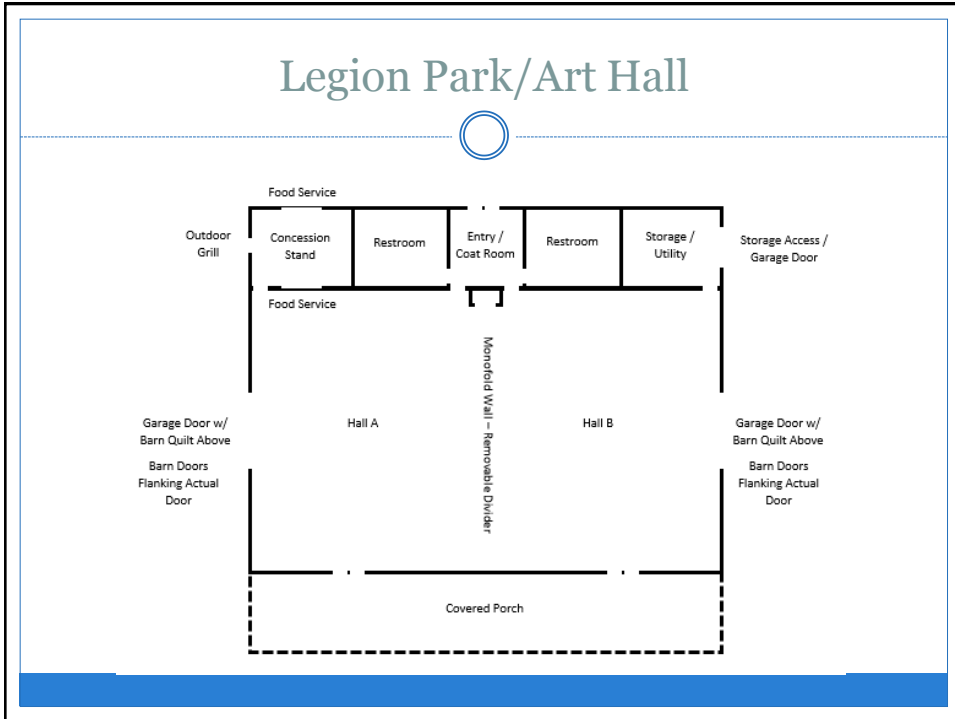 Legion Park/Art Hall
Food Service
Outdoor
Grill
Concession
Stand
Restroom
Entry /
Coat Room
Restroom
Storage /
Utility
Storage Access /
Garage Door
Food Service
Monofold Wall – Removable Divider
Garage Door w/
Barn Quilt Above
Barn Doors
Flanking Actual
Door
Hall A
Hall B
Garage Door w/
Barn Quilt Above
Barn Doors
Flanking Actual
Door
Covered Porch